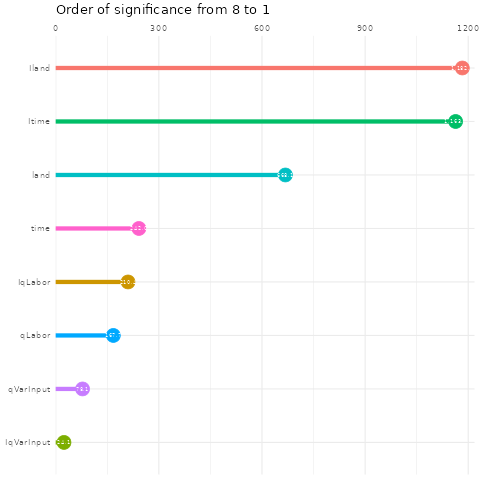 Order of significance from 8 to 1
0 300 600 900 1200
lland
ltime
land
time
lqLabor
qLabor
qVarInput
lqVarInput